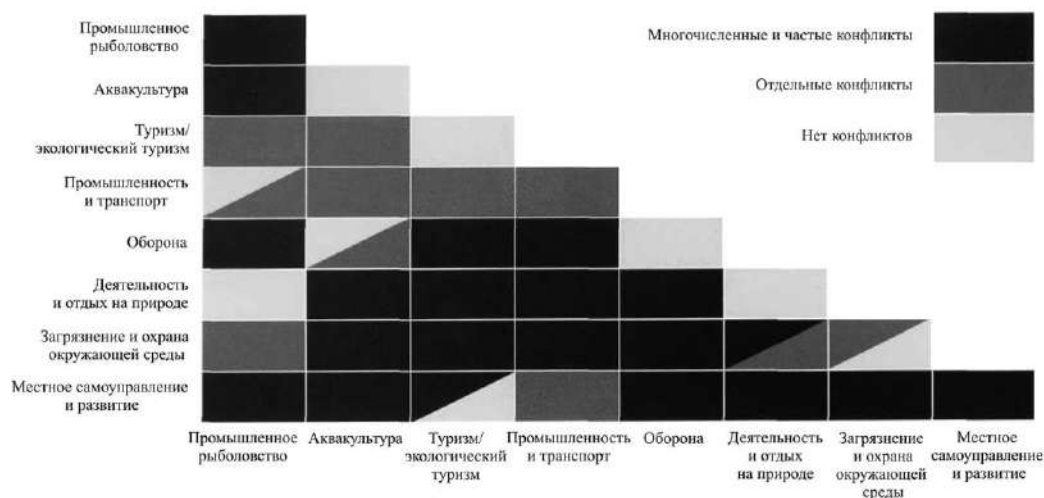 Промышленное
рыболовство
Аквакультура
Туризм/
экологический туризм
Промышленность
и транспорт
Оборона
Деятельность
и отдых на природе
Загрязнение и охрана
окружающей среды
Местное самоуправление
и развитие
Многочисленные и частые конфликты
Отдельные конфликты
Нет конфликтов
Промышленное
рыболовство
Аквакультура
Туризм/
экологический
туризм
Промышленность
и транспорт
Оборона
Деятельность
и отдых
на природе
Загрязнение
и охрана
окружающей
среды
Местное
самоуправление
и развитие